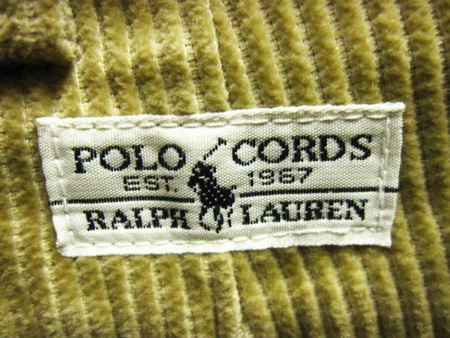 POLO CORDS
EST. 1967
RALPH LAUREN